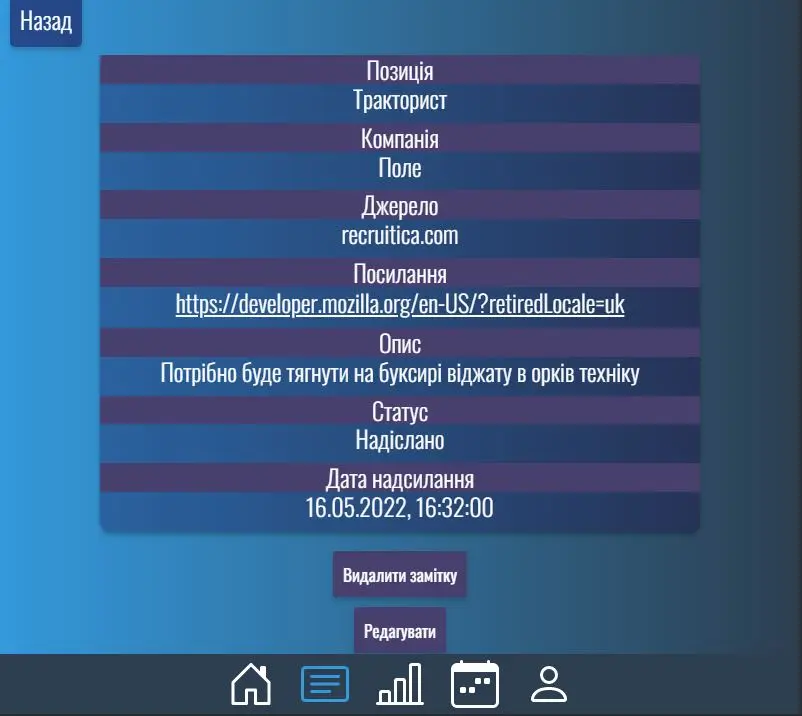 Назад
Позиція
Тракторист
Компанія
Поле
Джерело
recruitica.com
Посилання
https://developer.mozilla.org/en-US/?retiredLocale=uk
Опис
Потрібно буде тягнути на буксирі віджату в орків техніку
Статус
Надіслано
Дата надсилання
16.05.2022, 16:32:00
Видалити замітку
Редагувати